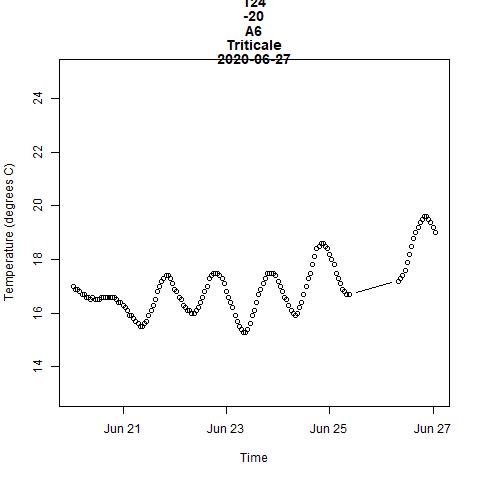 124
-20
A6
Triticale
2020-06-27
24
22
20
18
16
14
Temperature (degrees C)
Jun 21
Jun 23
Jun 25
Jun 27
Time